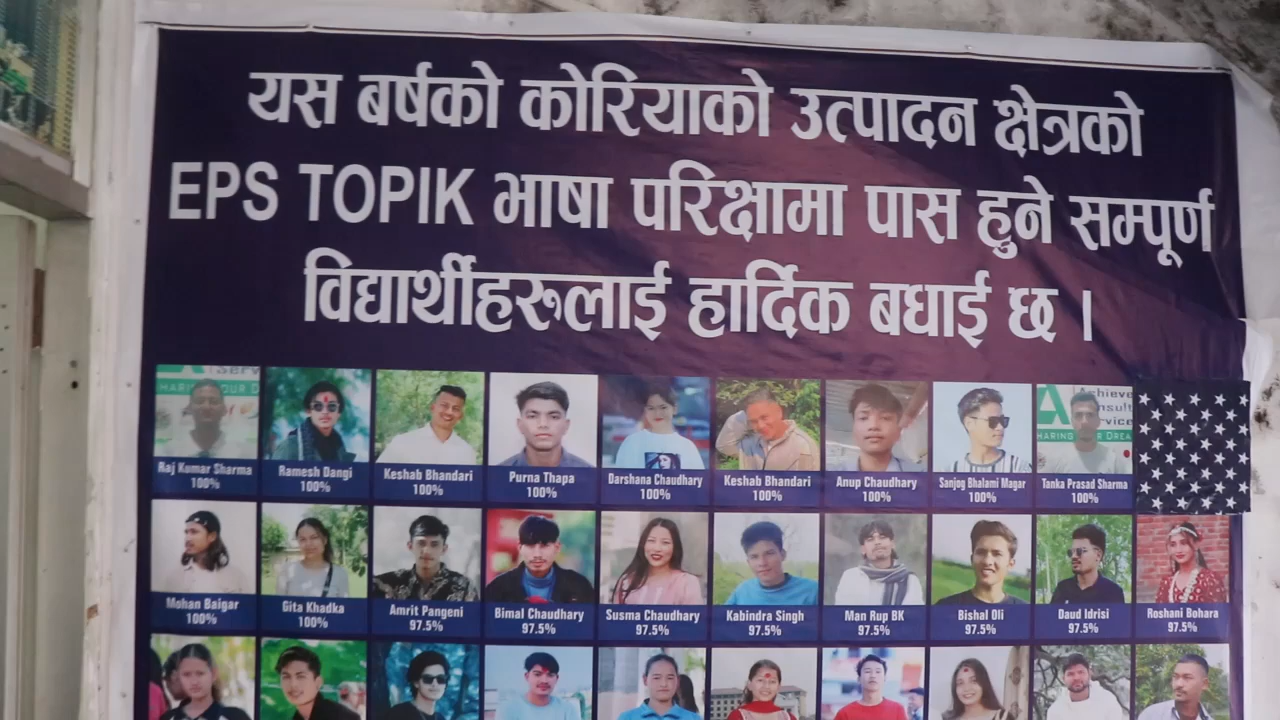 यस बर्षको कोरियाको उत्पादन क्षेत्रको
EPS TOPIK भाषा परिक्षामा पास हुने सम्पूर्ण
विद्यार्थीहरूलाई हार्दिक बधाई छ ।
Raj Kumar Sharma
100%
Ramesh Dangi
100%
Keshab Bhandari
100%
Purna Thapa
100%
Darshana Chaudhary
100%
Keshab Bhandari
100%
Anup Chaudhary
100%
Sanjog Bhalami Magar
100%
Achieve
Tanka Prasad Sharma
100%
Mohan Baigar
100%
Gita Khadka
100%
Amrit Pangeni
97.5%
Bimal Chaudhary
97.5%
Susma Chaudhary
97.5%
Kabindra Singh
97.5%
Man Rup BK
97.5%
Bishal Oli
97.5%
Daud Idrisi
97.5%
Roshani Bohara
97.5%